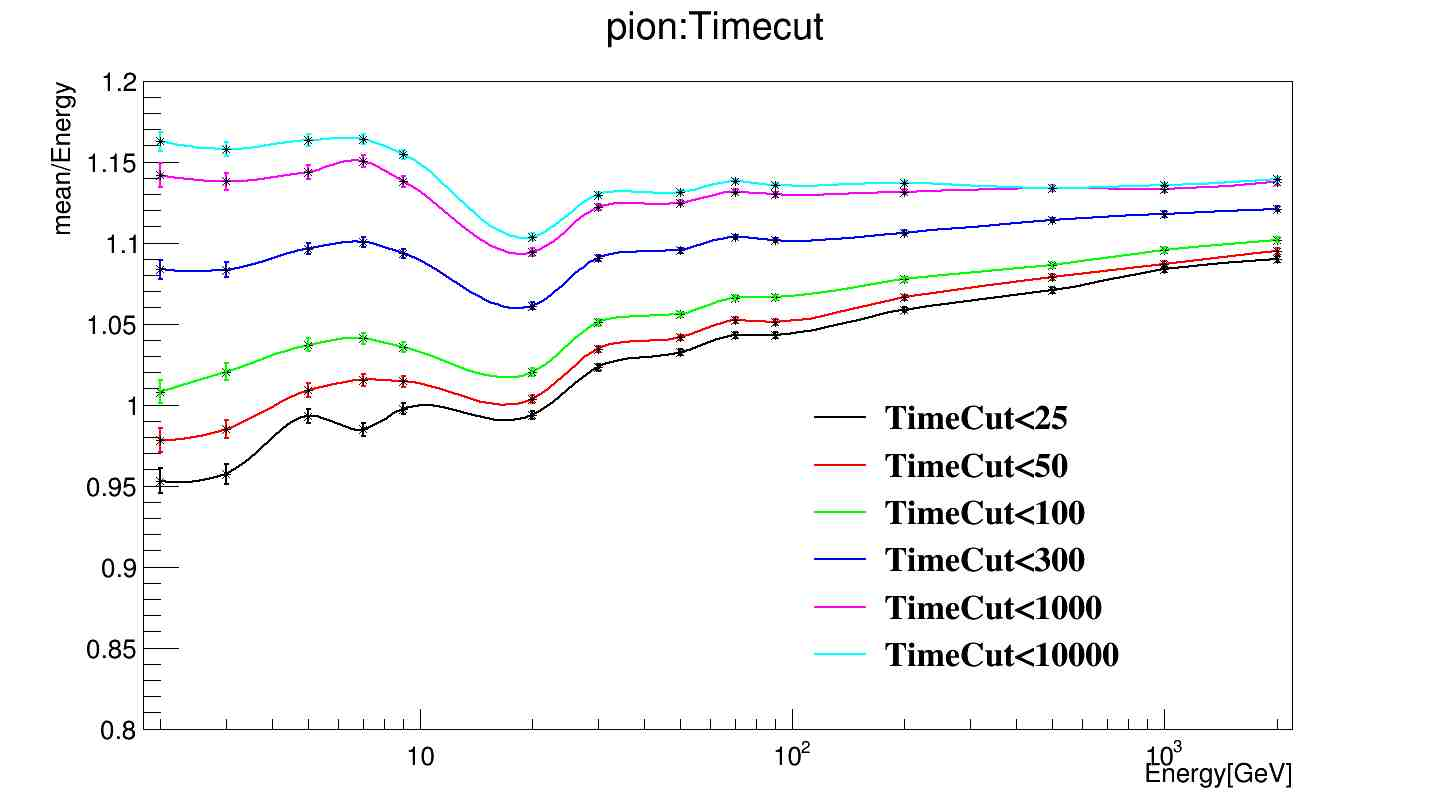 pion:Timecut
mean/Energy
1.2
1.15
1.1
1.05
1
0.95
0.9
0.85
0.8
TimeCut<25
TimeCut<50
TimeCut<100
TimeCut<300
TimeCut<1000
TimeCut<10000
10 10² 10³
Energy[GeV]